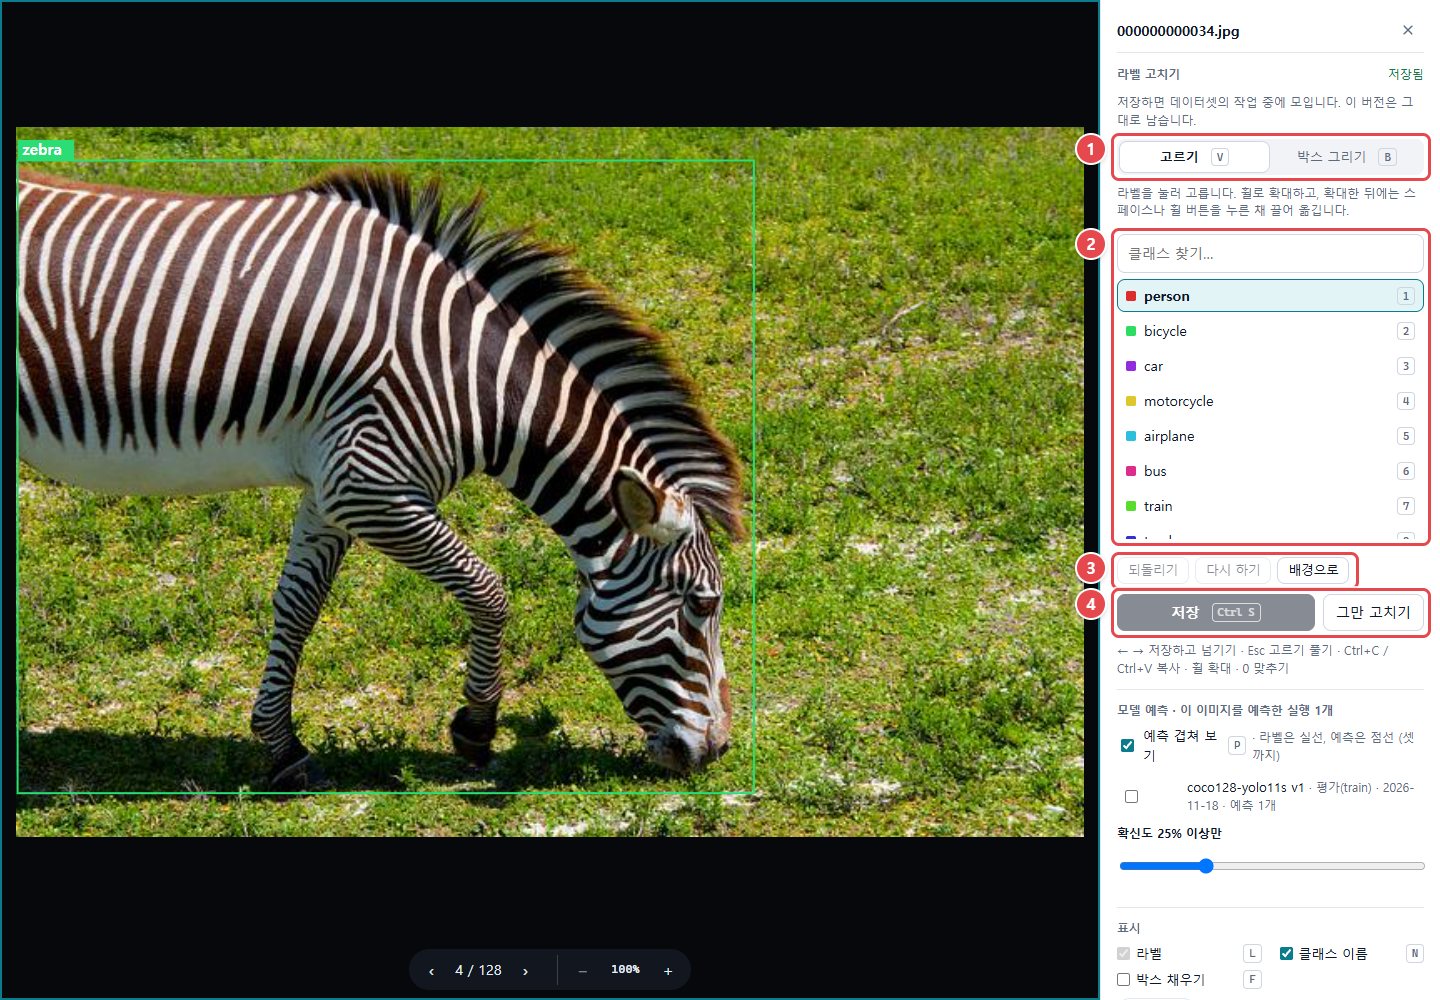 000000000034.jpg ×
라벨 고치기 저장됨
저장하면 데이터셋의 작업 중에 모입니다. 이 버전은 그
대로 남습니다.
1 고르기 V 박스 그리기 B
라벨을 눌러 고릅니다. 휠로 확대하고, 확대한 뒤에는 스
페이스나 휠 버튼을 누른 채 끌어 옮깁니다.
2
클래스 찾기...
person 1
bicycle 2
car 3
motorcycle 4
airplane 5
bus 6
train 7
3 되돌리기 다시 하기 배경으로
4 저장 Ctrl S 그만 고치기
← → 저장하고 넘기기 · Esc 고르기 풀기 · Ctrl+C /
Ctrl+V 복사 · 휠 확대 · 0 맞추기
모델 예측 · 이 이미지를 예측한 실행 1개
예측 겹쳐 보 P · 라벨은 실선, 예측은 점선 (셋
기 까지)
coco128-yolo11s v1 · 평가(train) · 2026-
11-18 · 예측 1개
확신도 25% 이상만
표시
라벨 L 클래스 이름 N
박스 채우기 F
zebra
‹ 4 / 128 › − 100% +